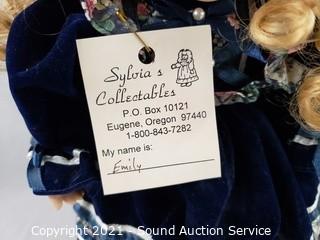 Sylvia s
Collectables
P.O. Box 10121
Eugene, Oregon 97440
1-800-843-7282
My name is:
Emily
Copyright 2021 - Sound Auction Service